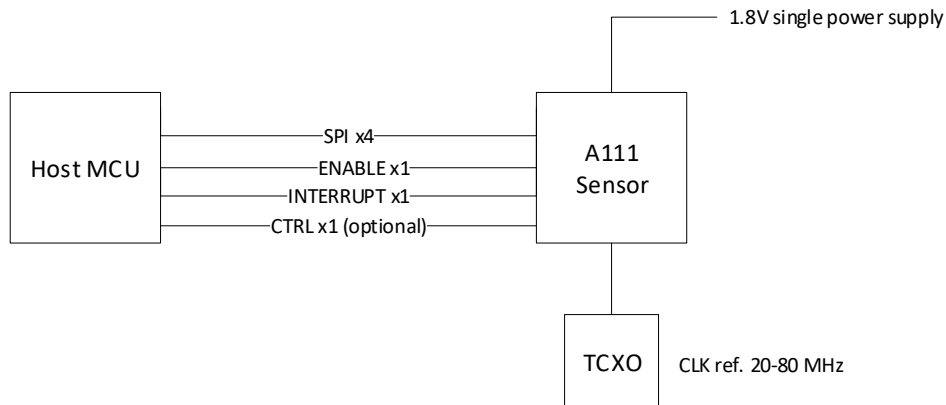 1.8V single power supply
SPI x4
Host MCU
ENABLE x1
A111
Sensor
INTERRUPT x1
CTRL x1 (optional)
TCXO
CLK ref. 20-80 MHz